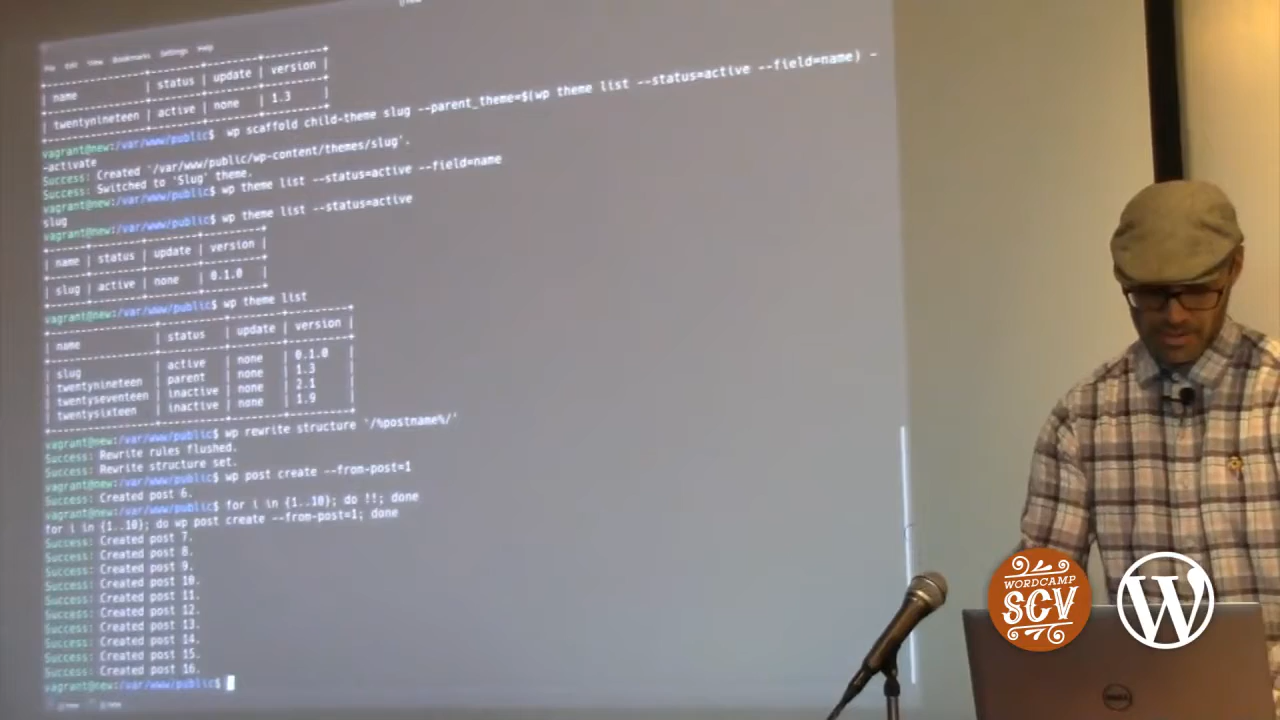 File Edit View Bookmarks Settings Help
| name | status | update | version |
| twentynineteen | active | none | 1.3 |
vagrant@new:/var/www/public$ wp scaffold child-theme slug --parent_theme=$(wp theme list --status=active --field=name) -
-activate
Success: Created '/var/www/public/wp-content/themes/slug'.
Success: Switched to 'Slug' theme.
vagrant@new:/var/www/public$ wp theme list --status=active --field=name
slug
vagrant@new:/var/www/public$ wp theme list --status=active
| name | status | update | version |
| slug | active | none | 0.1.0 |
vagrant@new:/var/www/public$ wp theme list
| name | status | update | version |
| slug | active | none | 0.1.0 |
| twentynineteen | parent | none | 1.3 |
| twentyseventeen | inactive | none | 2.1 |
| twentysixteen | inactive | none | 1.9 |
vagrant@new:/var/www/public$ wp rewrite structure '/%postname%/'
Success: Rewrite rules flushed.
Success: Rewrite structure set.
vagrant@new:/var/www/public$ wp post create --from-post=1
Success: Created post 6.
vagrant@new:/var/www/public$ for i in {1..10}; do !!; done
for i in {1..10}; do wp post create --from-post=1; done
Success: Created post 7.
Success: Created post 8.
Success: Created post 9.
Success: Created post 10.
Success: Created post 11.
Success: Created post 12.
Success: Created post 13.
Success: Created post 14.
Success: Created post 15.
Success: Created post 16.
vagrant@new:/var/www/public$
WORDCAMP
SCV
W
DELL